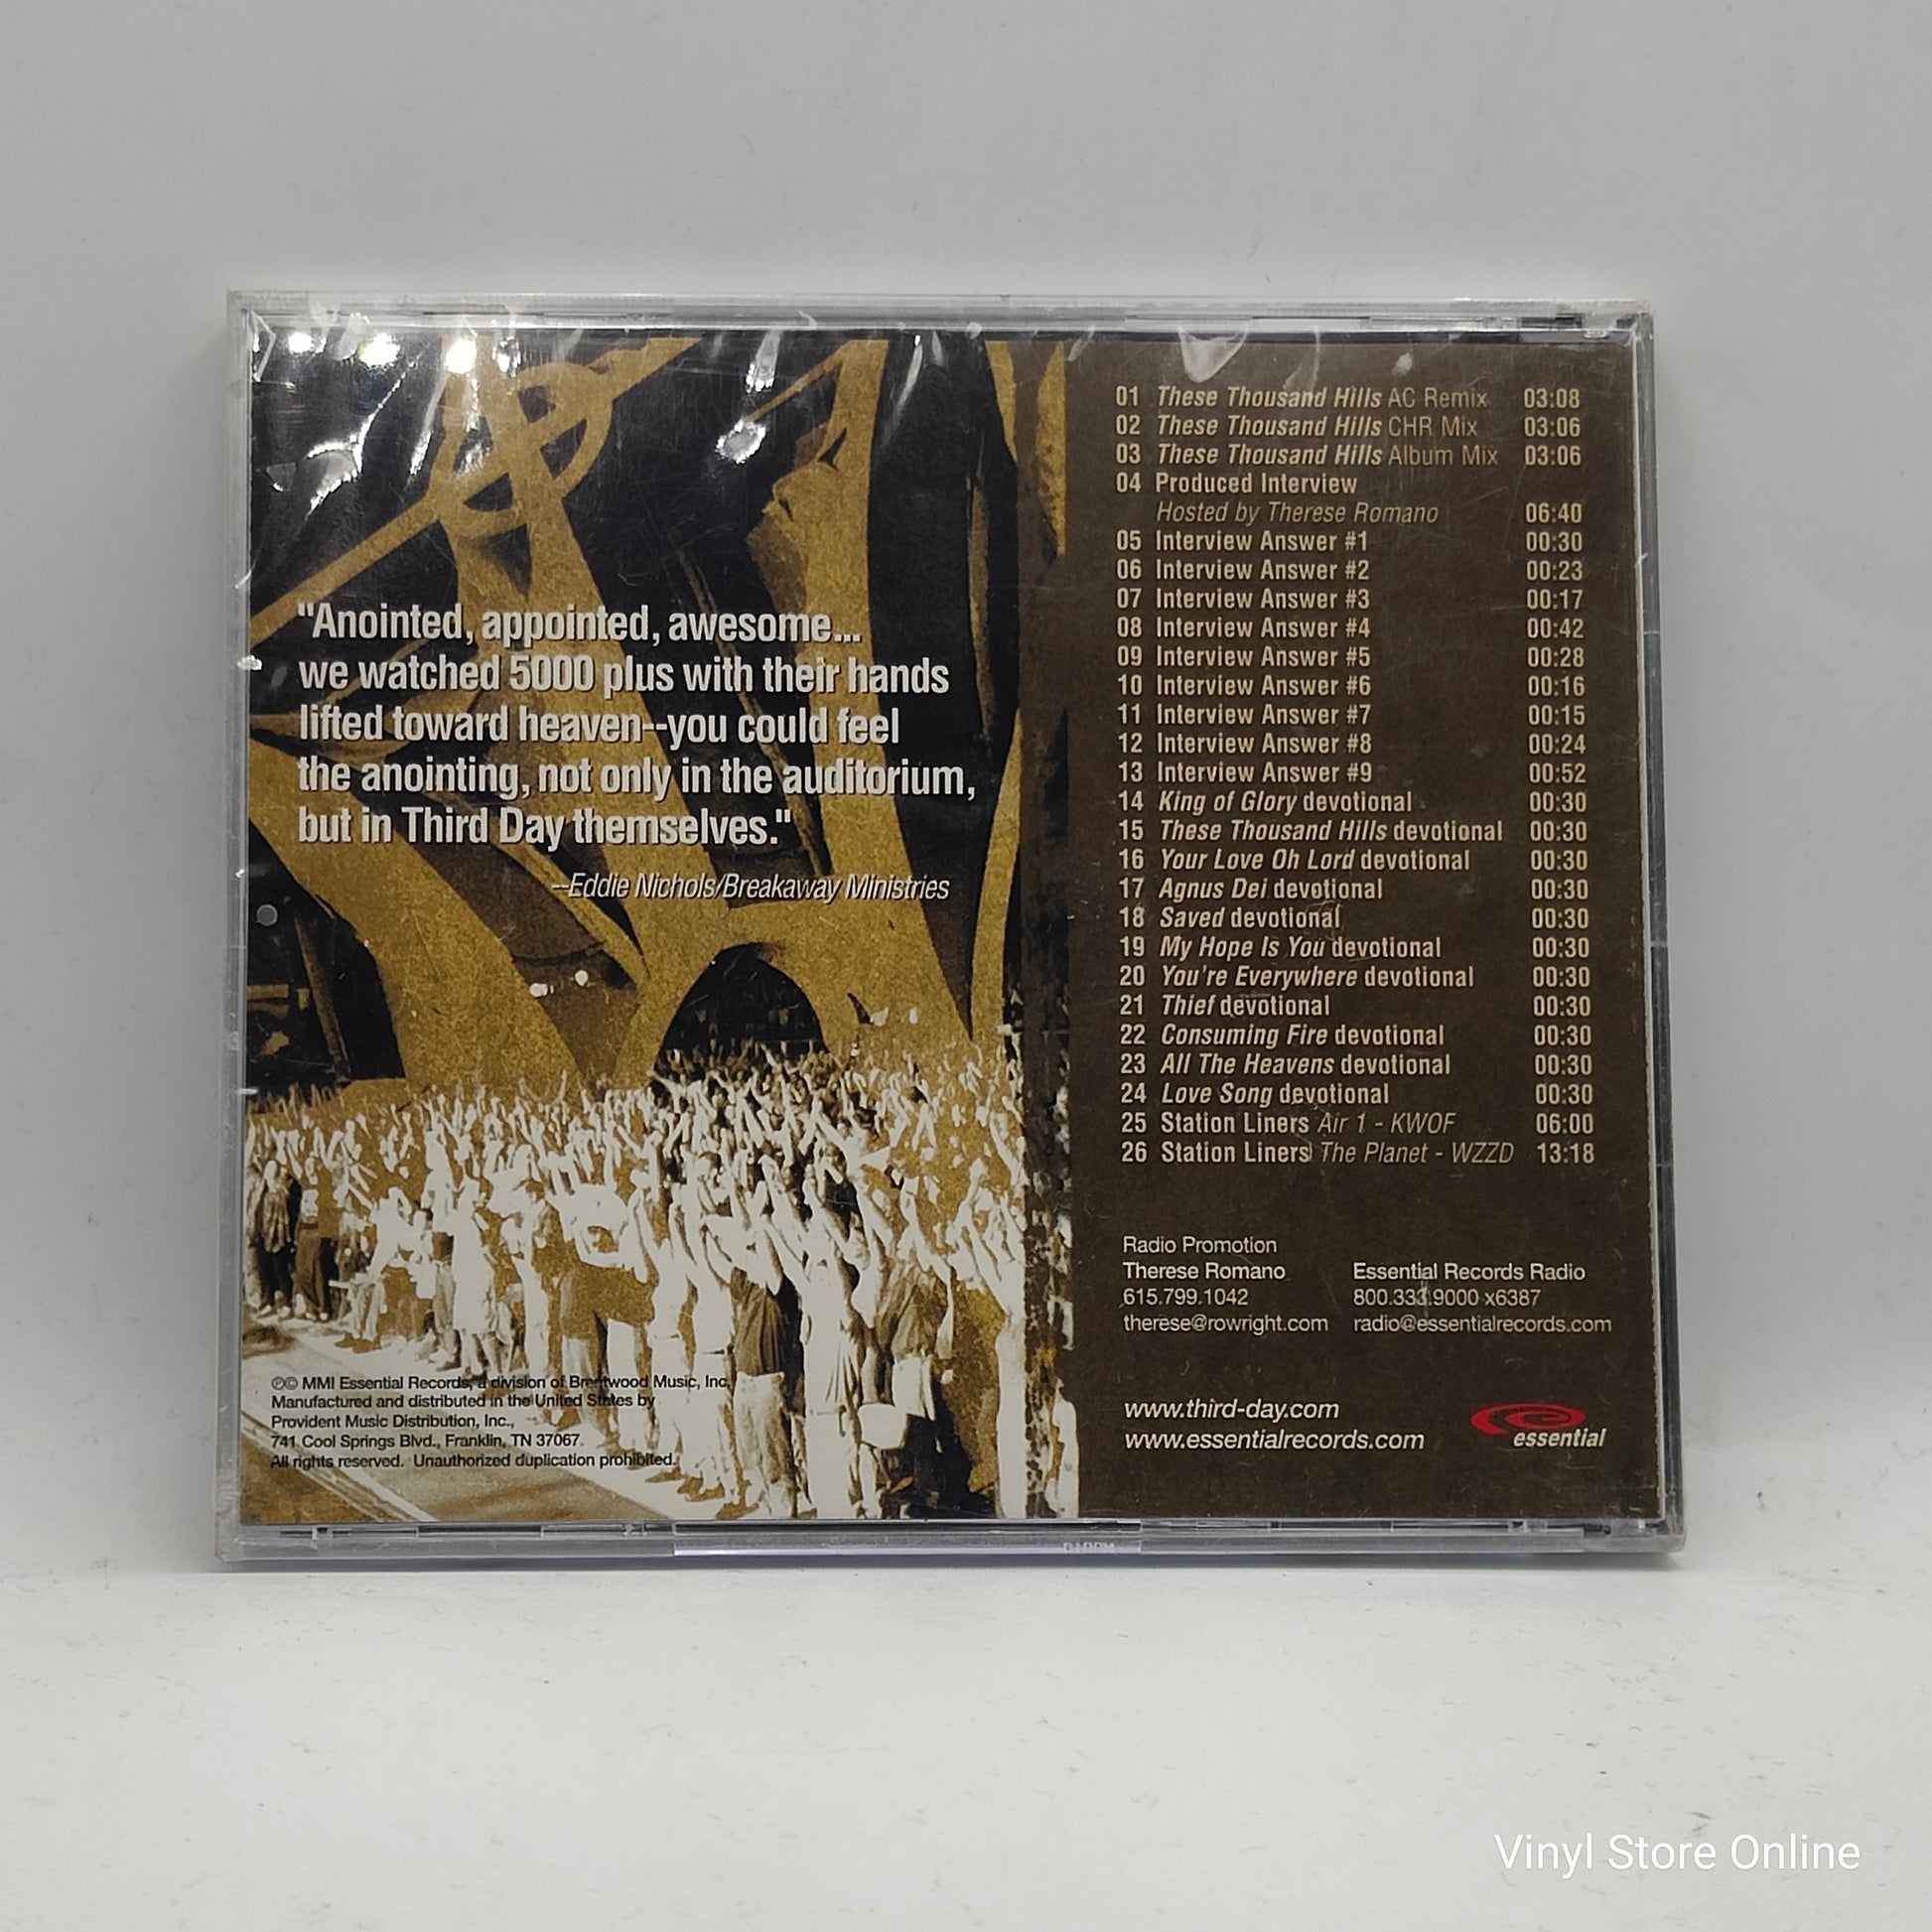 "Anointed, appointed, awesome...
we watched 5000 plus with their hands
lifted toward heaven--you could feel
the anointing, not only in the auditorium,
but in Third Day themselves."
--Eddie Nichols/Breakaway Ministries
℗© MMI Essential Records, a division of Brentwood Music, Inc.
Manufactured and distributed in the United States by
Provident Music Distribution, Inc.,
741 Cool Springs Blvd., Franklin, TN 37067.
All rights reserved. Unauthorized duplication prohibited.
01 These Thousand Hills AC Remix 03:08
02 These Thousand Hills CHR Mix 03:06
03 These Thousand Hills Album Mix 03:06
04 Produced Interview
Hosted by Therese Romano 06:40
05 Interview Answer #1 00:30
06 Interview Answer #2 00:23
07 Interview Answer #3 00:17
08 Interview Answer #4 00:42
09 Interview Answer #5 00:28
10 Interview Answer #6 00:16
11 Interview Answer #7 00:15
12 Interview Answer #8 00:24
13 Interview Answer #9 00:52
14 King of Glory devotional 00:30
15 These Thousand Hills devotional 00:30
16 Your Love Oh Lord devotional 00:30
17 Agnus Dei devotional 00:30
18 Saved devotional 00:30
19 My Hope Is You devotional 00:30
20 You're Everywhere devotional 00:30
21 Thief devotional 00:30
22 Consuming Fire devotional 00:30
23 All The Heavens devotional 00:30
24 Love Song devotional 00:30
25 Station Liners Air 1 - KWOF 06:00
26 Station Liners The Planet - WZZD 13:18
Radio Promotion
Therese Romano Essential Records Radio
615.799.1042 800.333.9000 x6387
therese@rowright.com radio@essentialrecords.com
www.third-day.com
www.essentialrecords.com
essential
Vinyl Store Online